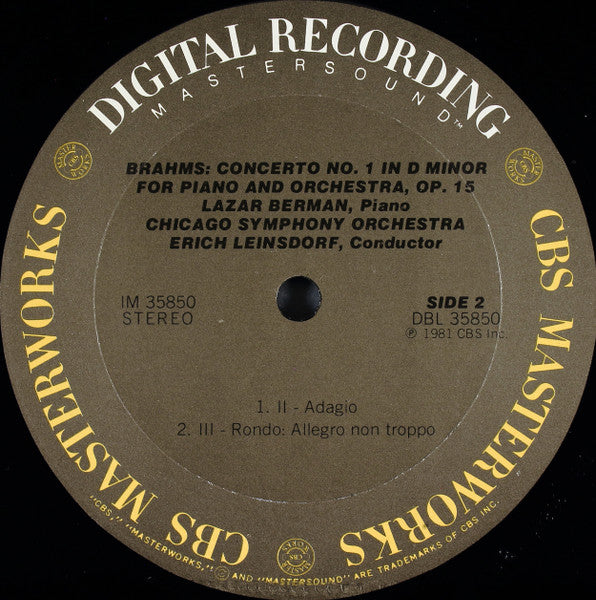 DIGITAL RECORDING
MASTERSOUND™
BRAHMS: CONCERTO NO. 1 IN D MINOR
FOR PIANO AND ORCHESTRA, OP. 15
LAZAR BERMAN, Piano
CHICAGO SYMPHONY ORCHESTRA
ERICH LEINSDORF, Conductor
IM 35850
STEREO
SIDE 2
DBL 35850
℗ 1981 CBS Inc.
1. II - Adagio
2. III - Rondo: Allegro non troppo
CBS MASTERWORKS
CBS MASTERWORKS
"CBS," "MASTERWORKS," © AND "MASTERSOUND" ARE TRADEMARKS OF CBS INC.